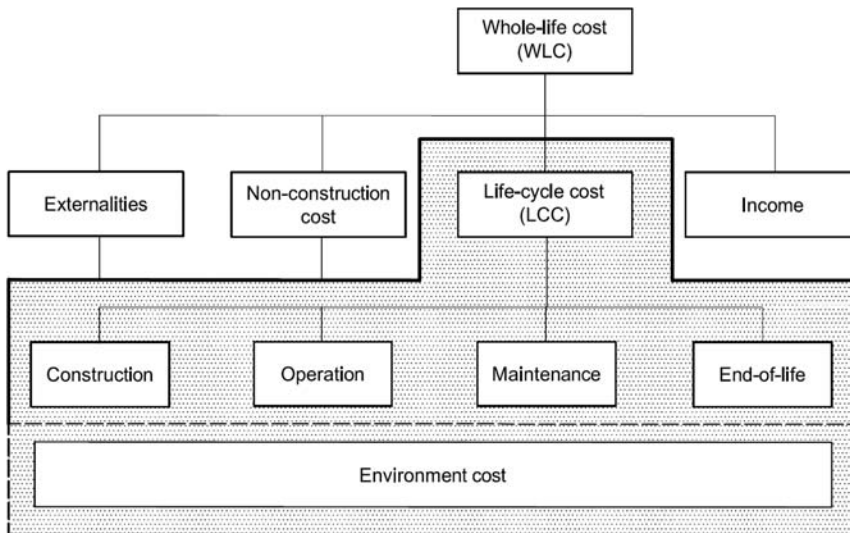 Whole-life cost
(WLC)
Externalities
Non-construction
cost
Life-cycle cost
(LCC)
Income
Construction
Operation
Maintenance
End-of-life
Environment cost